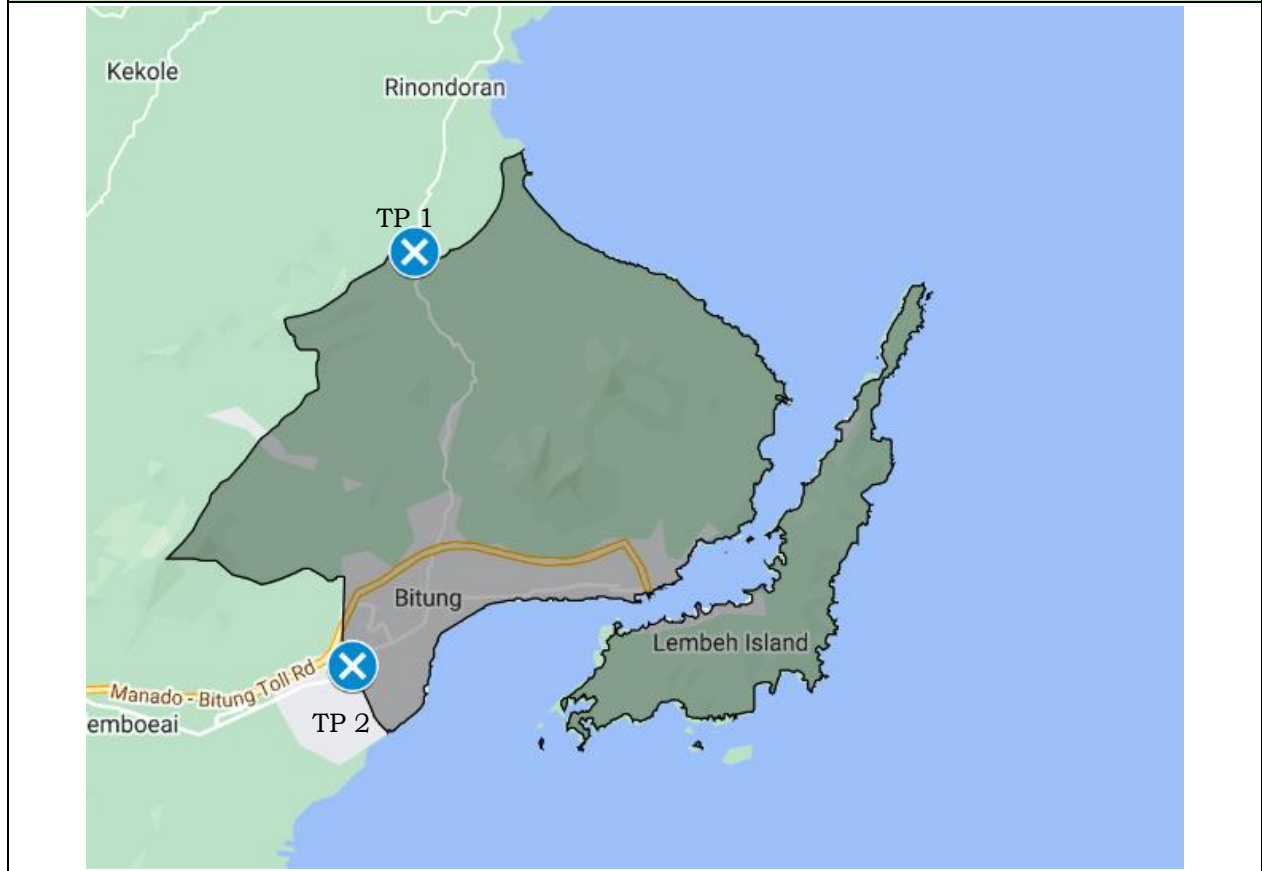 Kekole
Rinondoran
TP 1
Bitung
Lembeh Island
Manado - Bitung Toll Rd
emboeai
TP 2